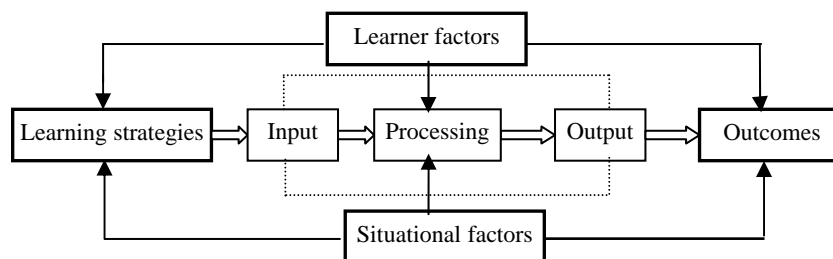 Learner factors
Learning strategies
Input
Processing
Output
Outcomes
Situational factors